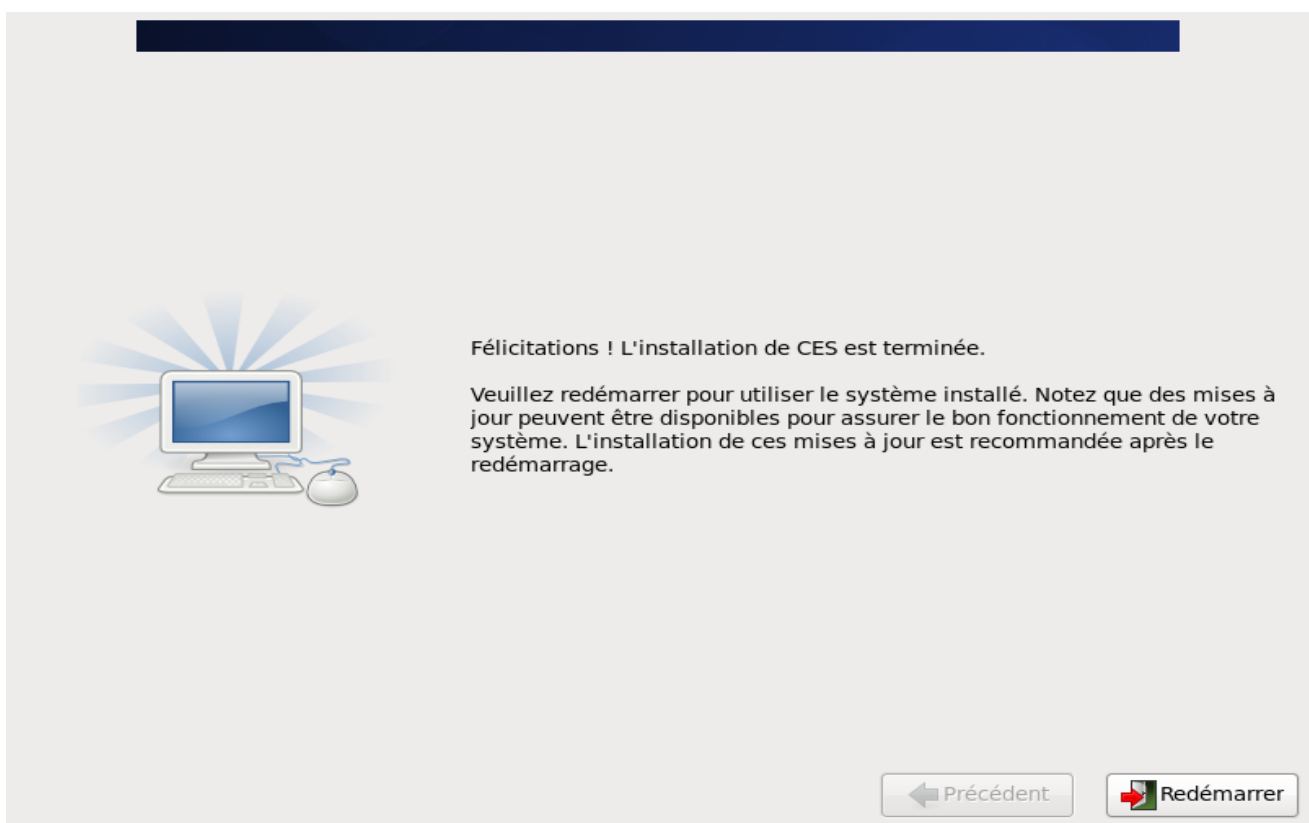 Félicitations ! L'installation de CES est terminée.
Veuillez redémarrer pour utiliser le système installé. Notez que des mises à
jour peuvent être disponibles pour assurer le bon fonctionnement de votre
système. L'installation de ces mises à jour est recommandée après le
redémarrage.
Précédent
Redémarrer